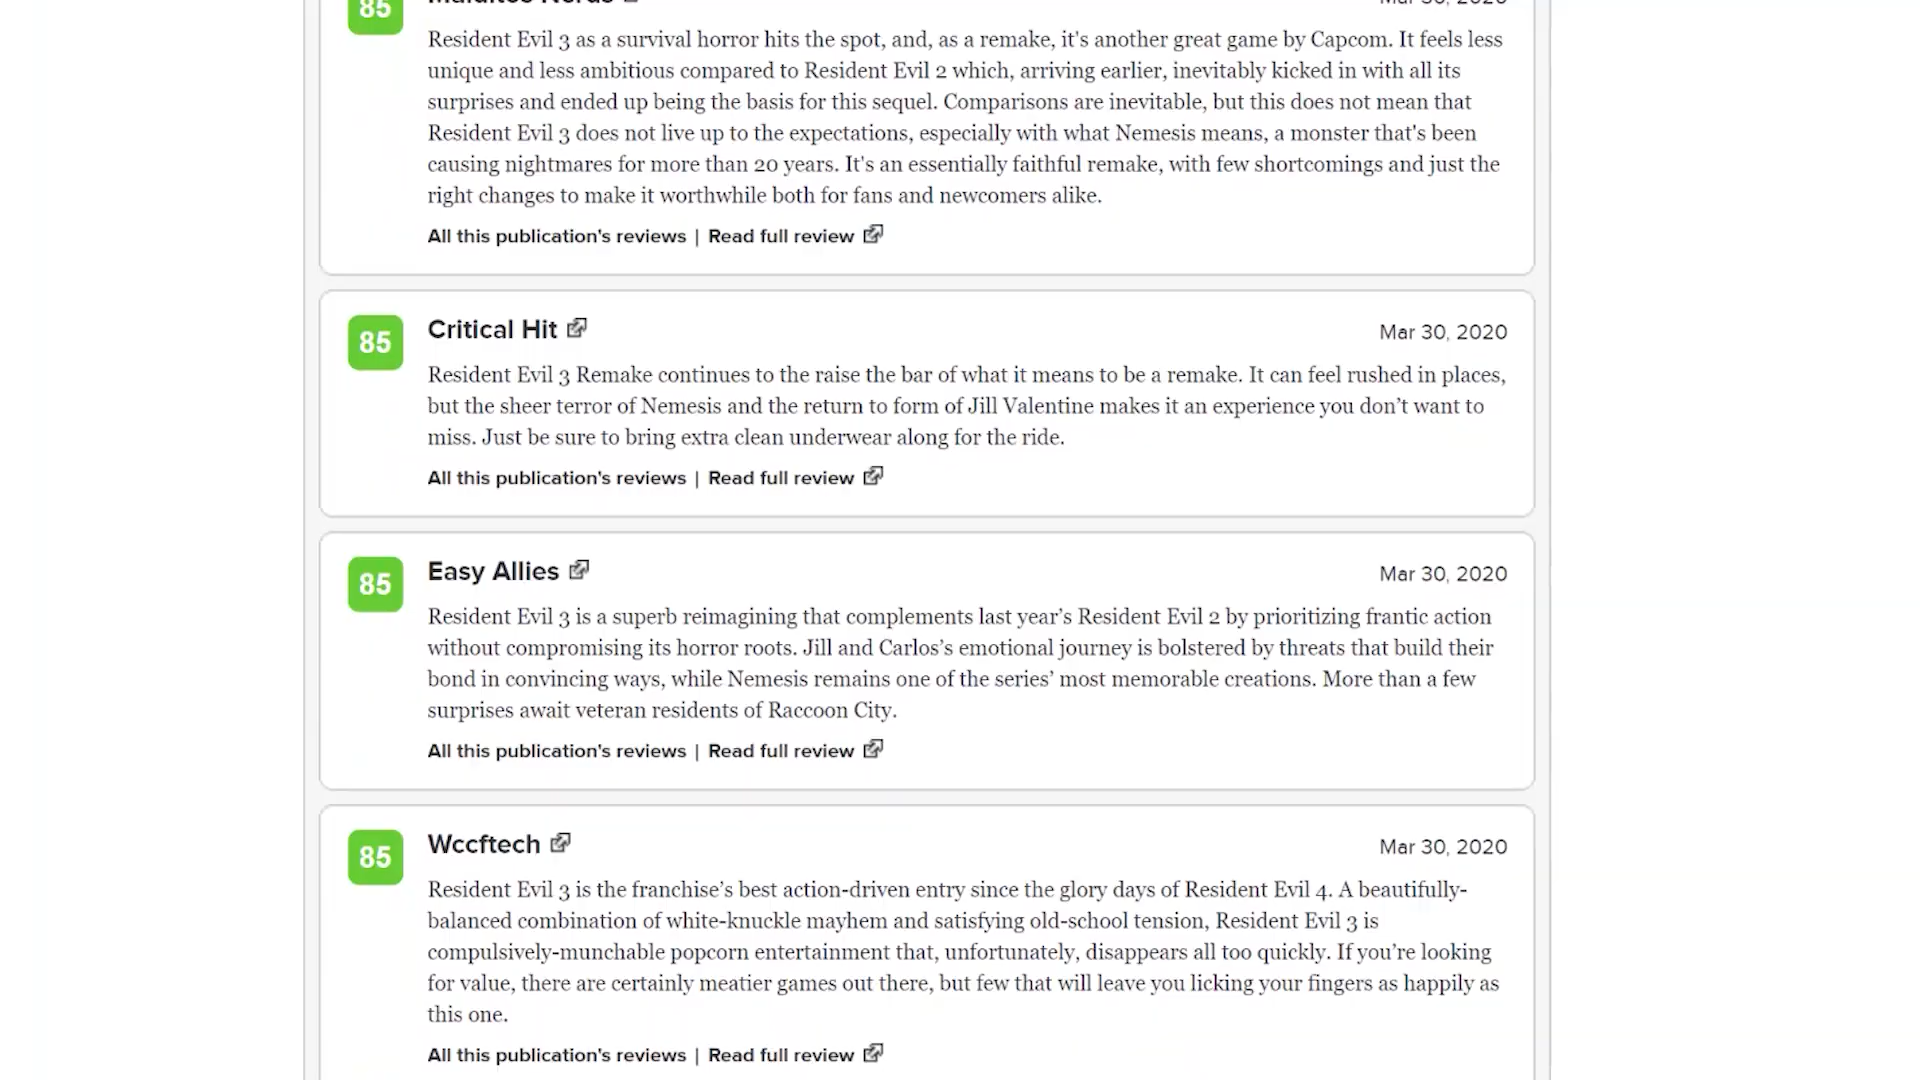 85 Malditos Nerds Mar 30, 2020
Resident Evil 3 as a survival horror hits the spot, and, as a remake, it's another great game by Capcom. It feels less
unique and less ambitious compared to Resident Evil 2 which, arriving earlier, inevitably kicked in with all its
surprises and ended up being the basis for this sequel. Comparisons are inevitable, but this does not mean that
Resident Evil 3 does not live up to the expectations, especially with what Nemesis means, a monster that's been
causing nightmares for more than 20 years. It's an essentially faithful remake, with few shortcomings and just the
right changes to make it worthwhile both for fans and newcomers alike.
All this publication's reviews | Read full review
85 Critical Hit Mar 30, 2020
Resident Evil 3 Remake continues to the raise the bar of what it means to be a remake. It can feel rushed in places,
but the sheer terror of Nemesis and the return to form of Jill Valentine makes it an experience you don’t want to
miss. Just be sure to bring extra clean underwear along for the ride.
All this publication's reviews | Read full review
85 Easy Allies Mar 30, 2020
Resident Evil 3 is a superb reimagining that complements last year’s Resident Evil 2 by prioritizing frantic action
without compromising its horror roots. Jill and Carlos’s emotional journey is bolstered by threats that build their
bond in convincing ways, while Nemesis remains one of the series’ most memorable creations. More than a few
surprises await veteran residents of Raccoon City.
All this publication's reviews | Read full review
85 Wccftech Mar 30, 2020
Resident Evil 3 is the franchise’s best action-driven entry since the glory days of Resident Evil 4. A beautifully-
balanced combination of white-knuckle mayhem and satisfying old-school tension, Resident Evil 3 is
compulsively-munchable popcorn entertainment that, unfortunately, disappears all too quickly. If you’re looking
for value, there are certainly meatier games out there, but few that will leave you licking your fingers as happily as
this one.
All this publication's reviews | Read full review